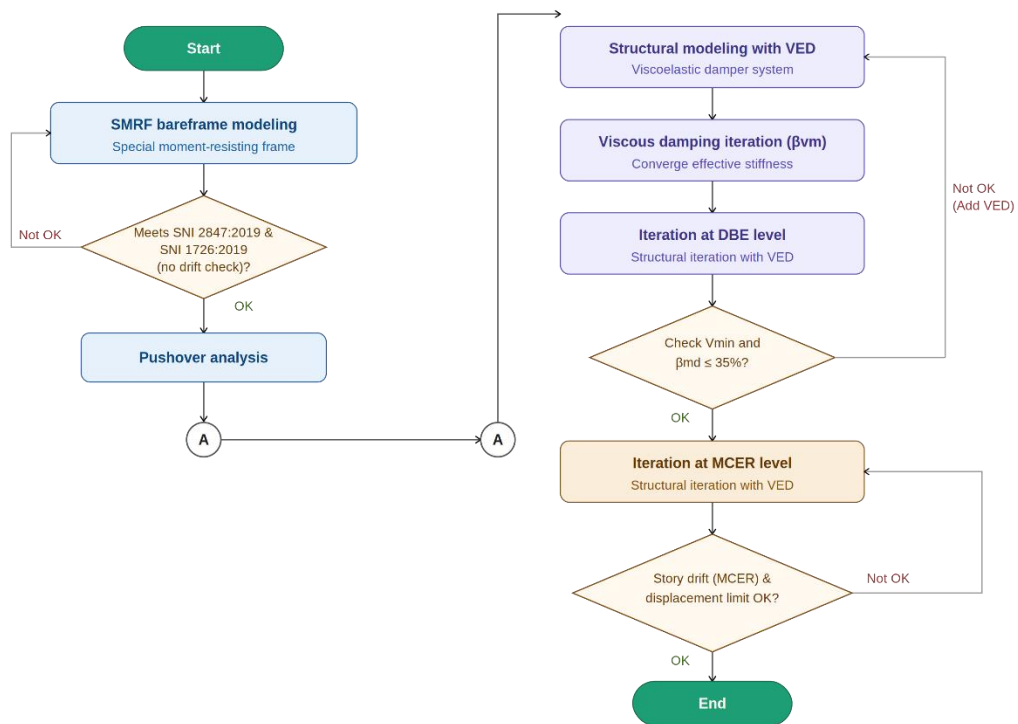 Start
SMRF bareframe modeling
Special moment-resisting frame
Not OK
Meets SNI 2847:2019 &
SNI 1726:2019
(no drift check)?
OK
Pushover analysis
A
A
Structural modeling with VED
Viscoelastic damper system
Viscous damping iteration (βvm)
Converge effective stiffness
Not OK
(Add VED)
Iteration at DBE level
Structural iteration with VED
Check Vmin and
βmd ≤ 35%?
OK
Iteration at MCER level
Structural iteration with VED
Story drift (MCER) &
displacement limit OK?
Not OK
OK
End